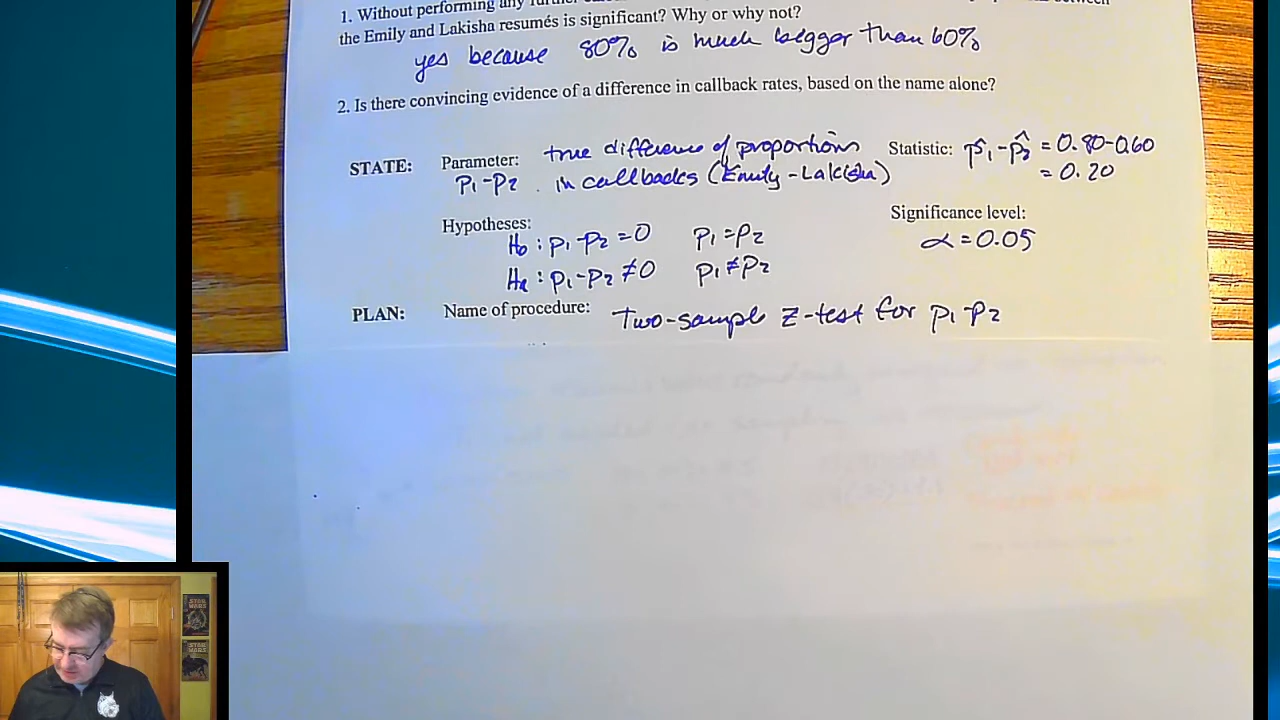 1. Without performing any
the Emily and Lakisha resumés is significant? Why or why not?
yes because 80% is much bigger than 60%
2. Is there convincing evidence of a difference in callback rates, based on the name alone?
STATE: Parameter: true difference of proportions Statistic: p̂₁-p̂₂ = 0.80-0.60
p₁-p₂ in callbacks (Emily-Lakisha) = 0.20
Hypotheses: Significance level:
H₀: p₁-p₂=0 p₁=p₂ α=0.05
Hₐ: p₁-p₂≠0 p₁≠p₂
PLAN: Name of procedure: Two-sample z-test for p₁-p₂
STAR WARS
STAR WARS